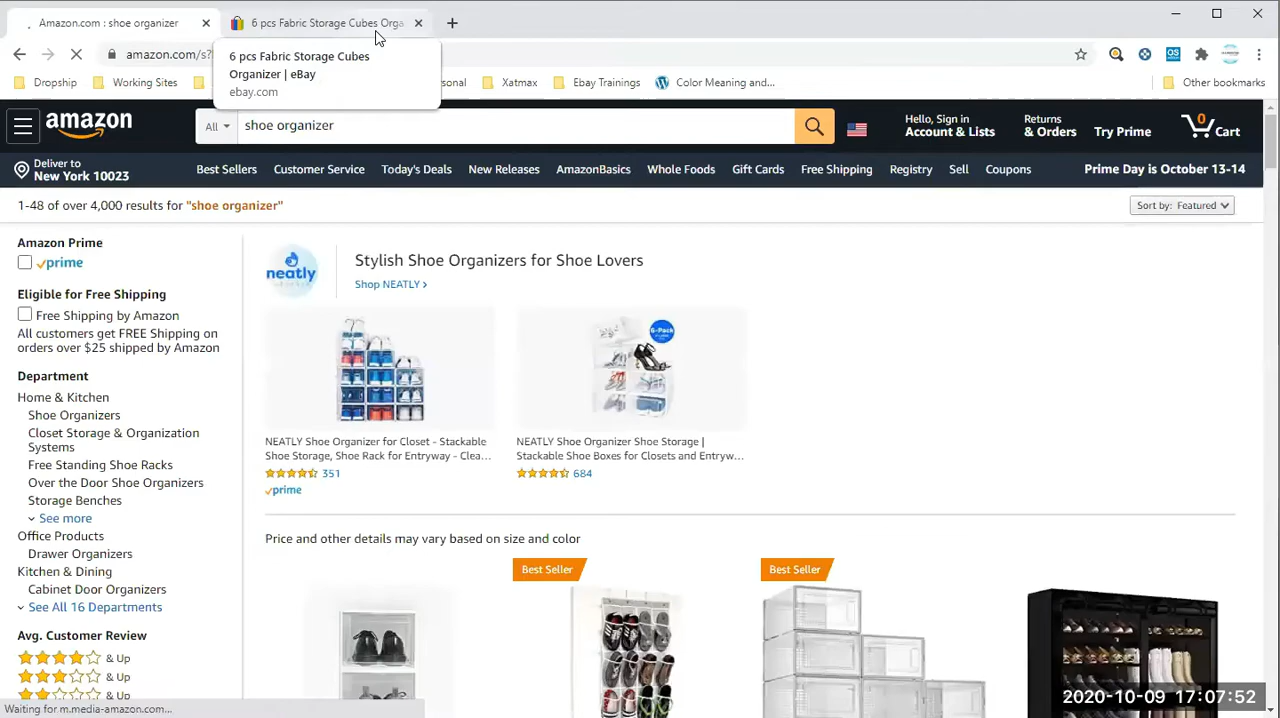 Amazon.com : shoe organizer
6 pcs Fabric Storage Cubes Orga
amazon.com/s?
OS
6 pcs Fabric Storage Cubes
Organizer | eBay
ebay.com
Dropship
Working Sites
rsonal
Xatmax
eBay Trainings
Color Meaning and...
Other bookmarks
amazon
All
shoe organizer
Hello, Sign in
Account & Lists
Returns
& Orders
Try Prime
0
Cart
Deliver to
New York 10023
Best Sellers
Customer Service
Today's Deals
New Releases
AmazonBasics
Whole Foods
Gift Cards
Free Shipping
Registry
Sell
Coupons
Prime Day is October 13-14
1-48 of over 4,000 results for "shoe organizer"
Sort by: Featured
Amazon Prime
prime
Eligible for Free Shipping
Free Shipping by Amazon
All customers get FREE Shipping on
orders over $25 shipped by Amazon
Department
Home & Kitchen
Shoe Organizers
Closet Storage & Organization
Systems
Free Standing Shoe Racks
Over the Door Shoe Organizers
Storage Benches
See more
Office Products
Drawer Organizers
Kitchen & Dining
Cabinet Door Organizers
See All 16 Departments
Avg. Customer Review
& Up
& Up
& Up
neatly
Stylish Shoe Organizers for Shoe Lovers
Shop NEATLY ›
6-Pack
NEATLY Shoe Organizer for Closet - Stackable
Shoe Storage, Shoe Rack for Entryway - Clea...
351
prime
NEATLY Shoe Organizer Shoe Storage |
Stackable Shoe Boxes for Closets and Entryw...
684
Price and other details may vary based on size and color
Best Seller
Best Seller
Waiting for m.media-amazon.com...
2020-10-09 17:07:52